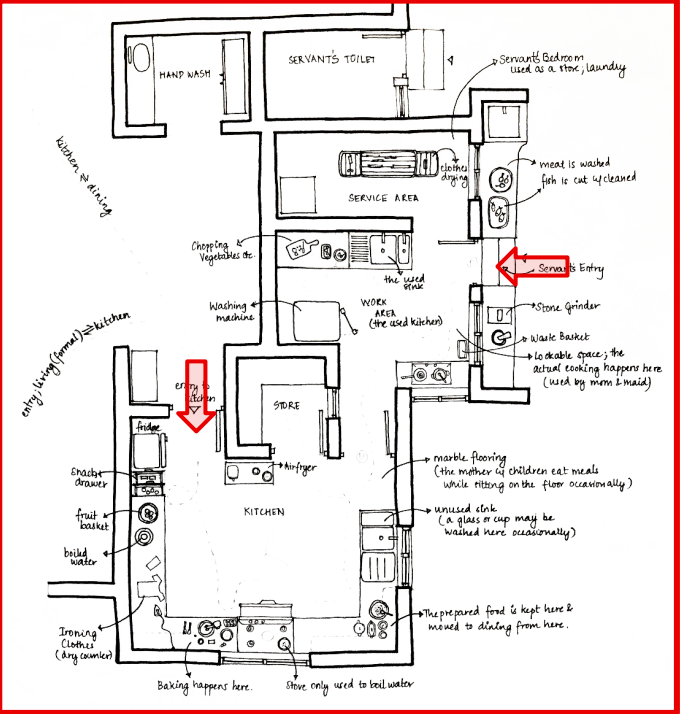 HAND WASH
SERVANT'S TOILET
Servant's Bedroom
used as a store, laundry
kitchen
dining
clothes
drying
SERVICE AREA
meat is washed
fish is cut w/ cleaned
Chopping
Vegetables etc.
the used
sink
Servant's Entry
Washing
machine
WORK
AREA
(the used kitchen)
Stone Grinder
Waste Basket
Lockable space; the
actual cooking happens here
(used by mom & maid)
entry, living (formal) ⇌ kitchen
entry to
kitchen
STORE
fridge
Snacks
drawer
Airfryer
marble flooring
(the mother w/ children eat meals
while sitting on the floor occasionally)
KITCHEN
fruit
basket
unused sink
(a glass or cup may be
washed here occasionally)
boiled
water
Ironing
Clothes
(dry counter)
The prepared food is kept here &
moved to dining from here.
Baking happens here.
Stove only used to boil water